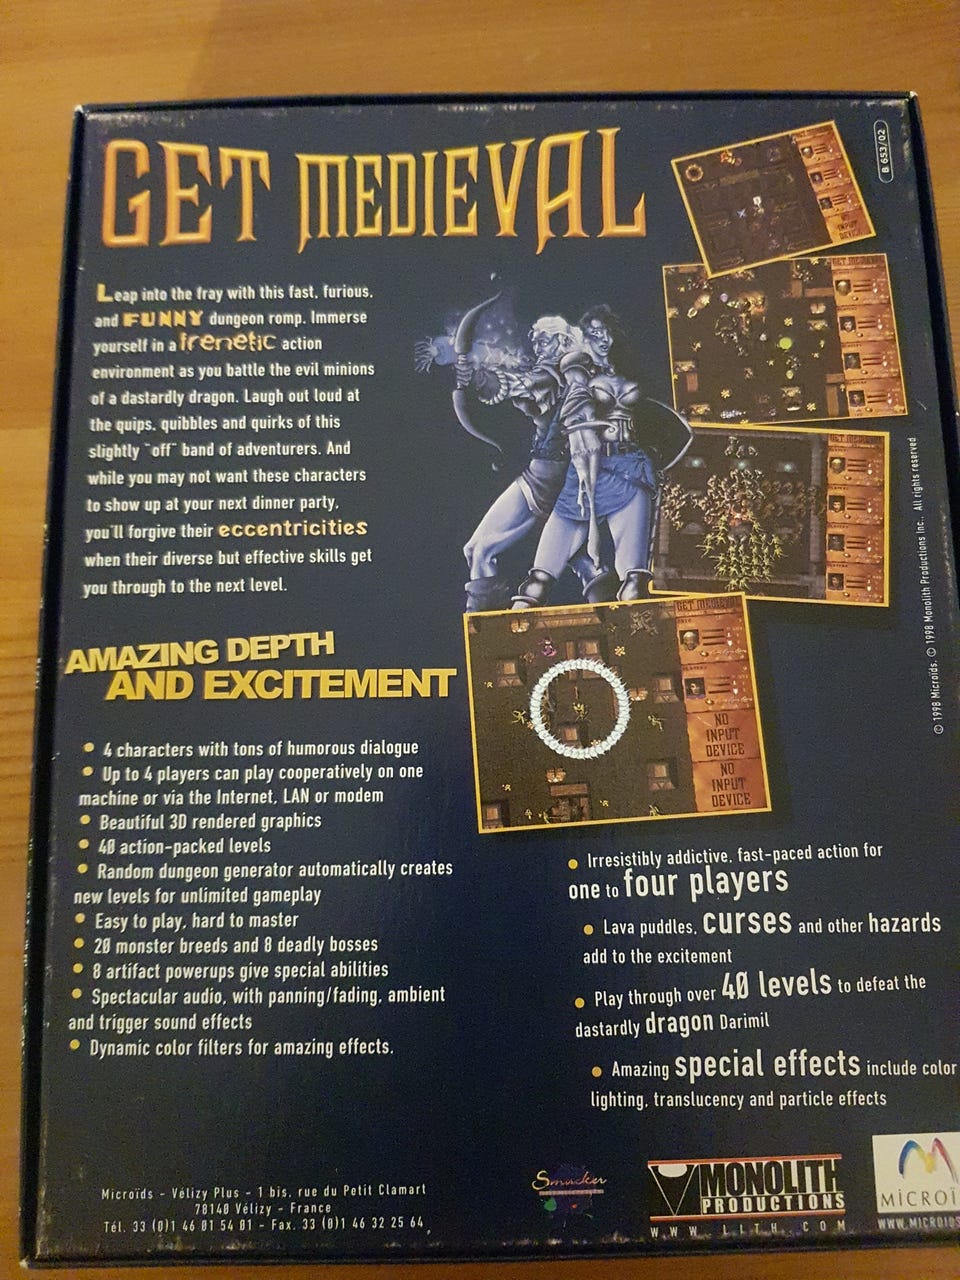 GET MEDIEVAL
B 653/02
Leap into the fray with this fast, furious,
and FUNNY dungeon romp. Immerse
yourself in a frenetic action
environment as you battle the evil minions
of a dastardly dragon. Laugh out loud at
the quips, quibbles and quirks of this
slightly "off" band of adventurers. And
while you may not want these characters
to show up at your next dinner party,
you'll forgive their eccentricities
when their diverse but effective skills get
you through to the next level.
NO
INPUT
DEVICE
GET MEDIEVAL
GET MEDIEVAL
GET MEDIEVAL
NO
INPUT
DEVICE
NO
INPUT
DEVICE
© 1998 Microïds. © 1998 Monolith Productions Inc.. All rights reserved
AMAZING DEPTH
AND EXCITEMENT
• 4 characters with tons of humorous dialogue
• Up to 4 players can play cooperatively on one
machine or via the Internet, LAN or modem
• Beautiful 3D rendered graphics
• 40 action-packed levels
• Random dungeon generator automatically creates
new levels for unlimited gameplay
• Easy to play, hard to master
• 20 monster breeds and 8 deadly bosses
• 8 artifact powerups give special abilities
• Spectacular audio, with panning/fading, ambient
and trigger sound effects
• Dynamic color filters for amazing effects.
• Irresistibly addictive, fast-paced action for
one to four players
• Lava puddles, curses and other hazards
add to the excitement
• Play through over 40 levels to defeat the
dastardly dragon Darimil
• Amazing special effects include color
lighting, translucency and particle effects
Microïds - Vélizy Plus - 1 bis, rue du Petit Clamart
78140 Vélizy - France
Tél. 33 (0)1 46 01 54 01 - Fax. 33 (0)1 46 32 25 64
Smacker
MONOLITH
PRODUCTIONS
WWW.LITH.COM
MICROÏ
WWW.MICROIDS